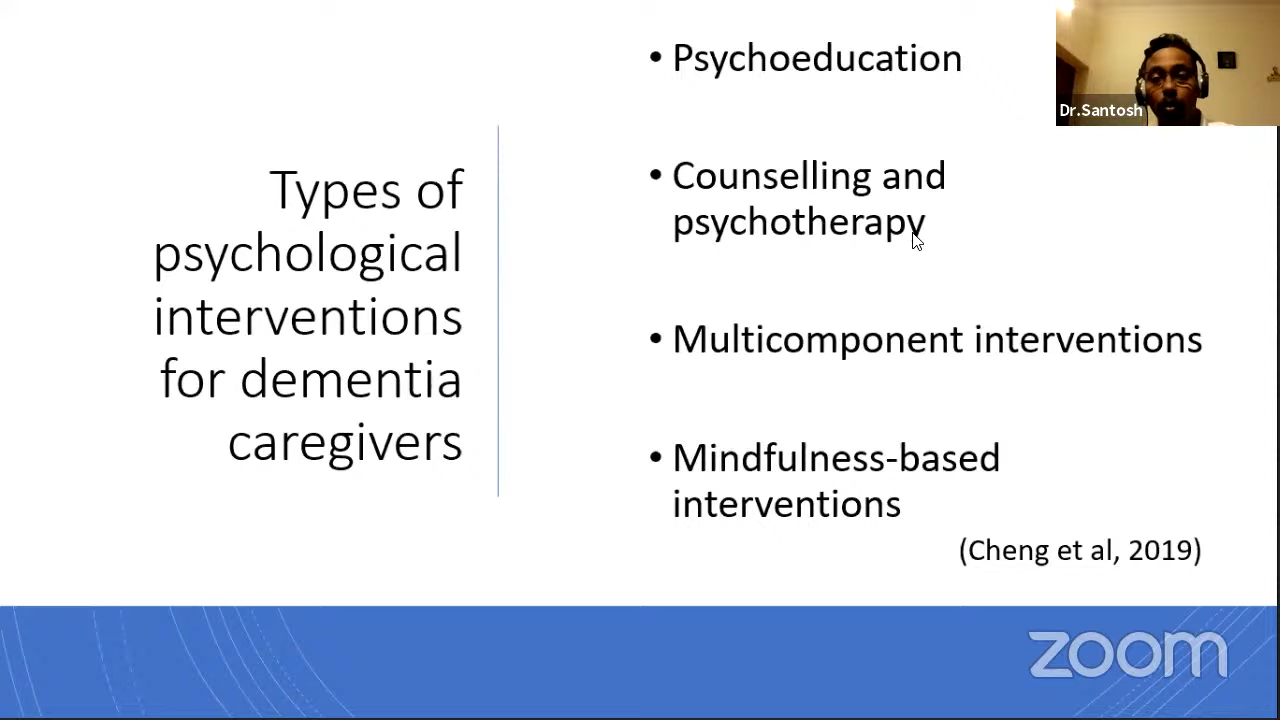 Types of
psychological
interventions
for dementia
caregivers
• Psychoeducation
• Counselling and
psychotherapy
• Multicomponent interventions
• Mindfulness-based
interventions
(Cheng et al, 2019)
Dr.Santosh
zoom